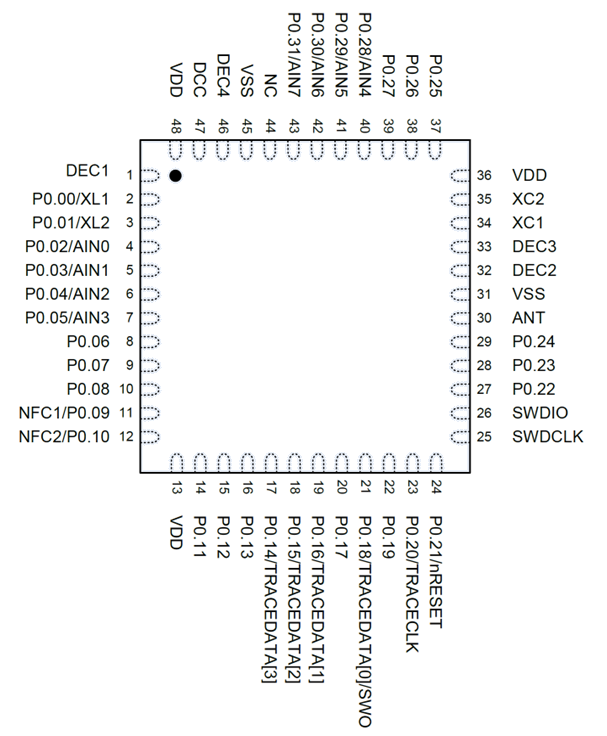 P0.31/AIN7
P0.30/AIN6
P0.29/AIN5
P0.28/AIN4
VDD
DCC
DEC4
VSS
NC
P0.27
P0.26
P0.25
48
47
46
45
44
43
42
41
40
39
38
37
DEC1 1
P0.00/XL1 2
P0.01/XL2 3
P0.02/AIN0 4
P0.03/AIN1 5
P0.04/AIN2 6
P0.05/AIN3 7
P0.06 8
P0.07 9
P0.08 10
NFC1/P0.09 11
NFC2/P0.10 12
36 VDD
35 XC2
34 XC1
33 DEC3
32 DEC2
31 VSS
30 ANT
29 P0.24
28 P0.23
27 P0.22
26 SWDIO
25 SWDCLK
13
14
15
16
17
18
19
20
21
22
23
24
VDD
P0.11
P0.12
P0.13
P0.14/TRACEDATA[3]
P0.15/TRACEDATA[2]
P0.16/TRACEDATA[1]
P0.17
P0.18/TRACEDATA[0]/SWO
P0.19
P0.20/TRACECLK
P0.21/nRESET